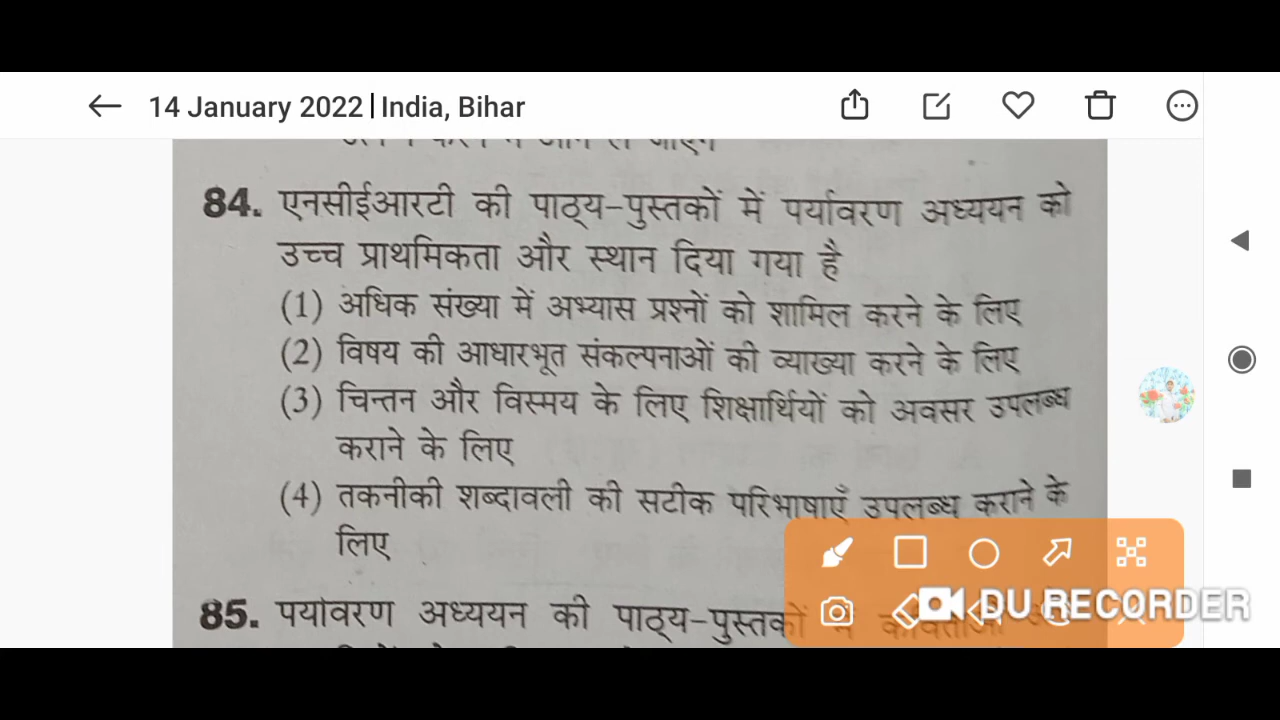 14 January 2022 | India, Bihar
84. एनसीईआरटी की पाठ्य-पुस्तकों में पर्यावरण अध्ययन को
उच्च प्राथमिकता और स्थान दिया गया है
(1) अधिक संख्या में अभ्यास प्रश्नों को शामिल करने के लिए
(2) विषय की आधारभूत संकल्पनाओं की व्याख्या करने के लिए
(3) चिन्तन और विस्मय के लिए शिक्षार्थियों को अवसर उपलब्ध
कराने के लिए
(4) तकनीकी शब्दावली की सटीक परिभाषाएँ उपलब्ध कराने के
लिए
85. पर्यावरण अध्ययन की पाठ्य-पुस्तकों में
DU RECORDER